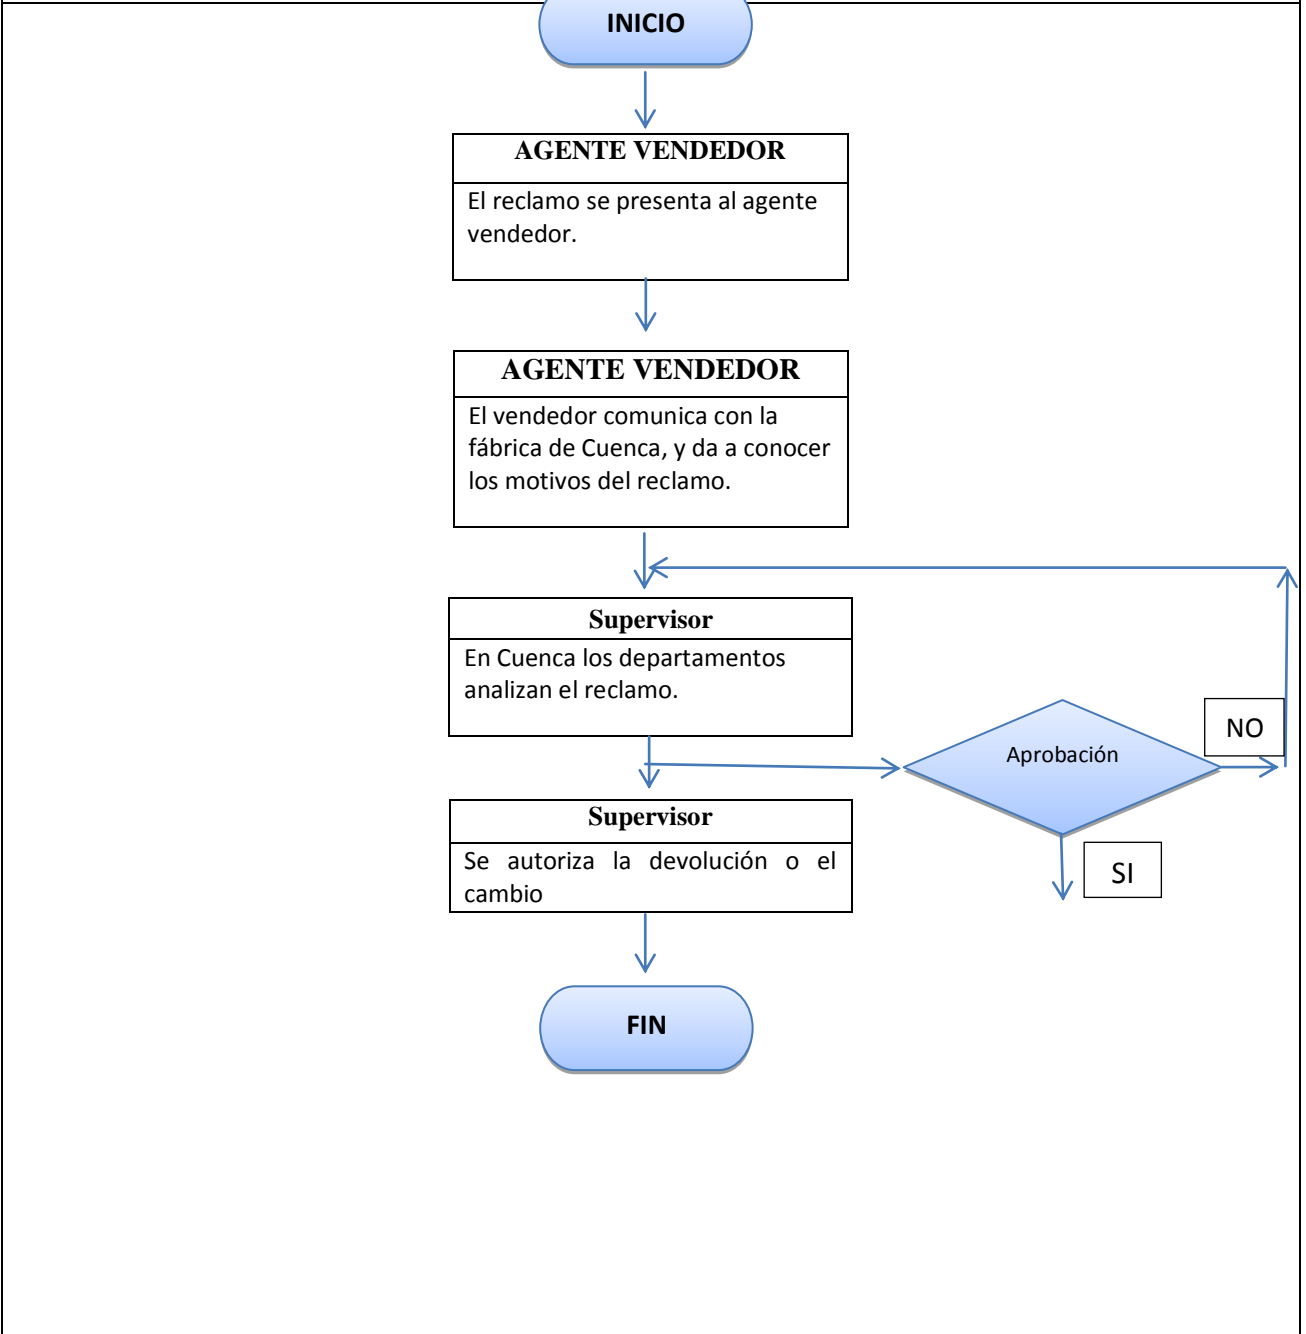 INICIO
AGENTE VENDEDOR
El reclamo se presenta al agente
vendedor.
AGENTE VENDEDOR
El vendedor comunica con la
fábrica de Cuenca, y da a conocer
los motivos del reclamo.
Supervisor
En Cuenca los departamentos
analizan el reclamo.
Aprobación
NO
SI
Supervisor
Se autoriza la devolución o el
cambio
FIN